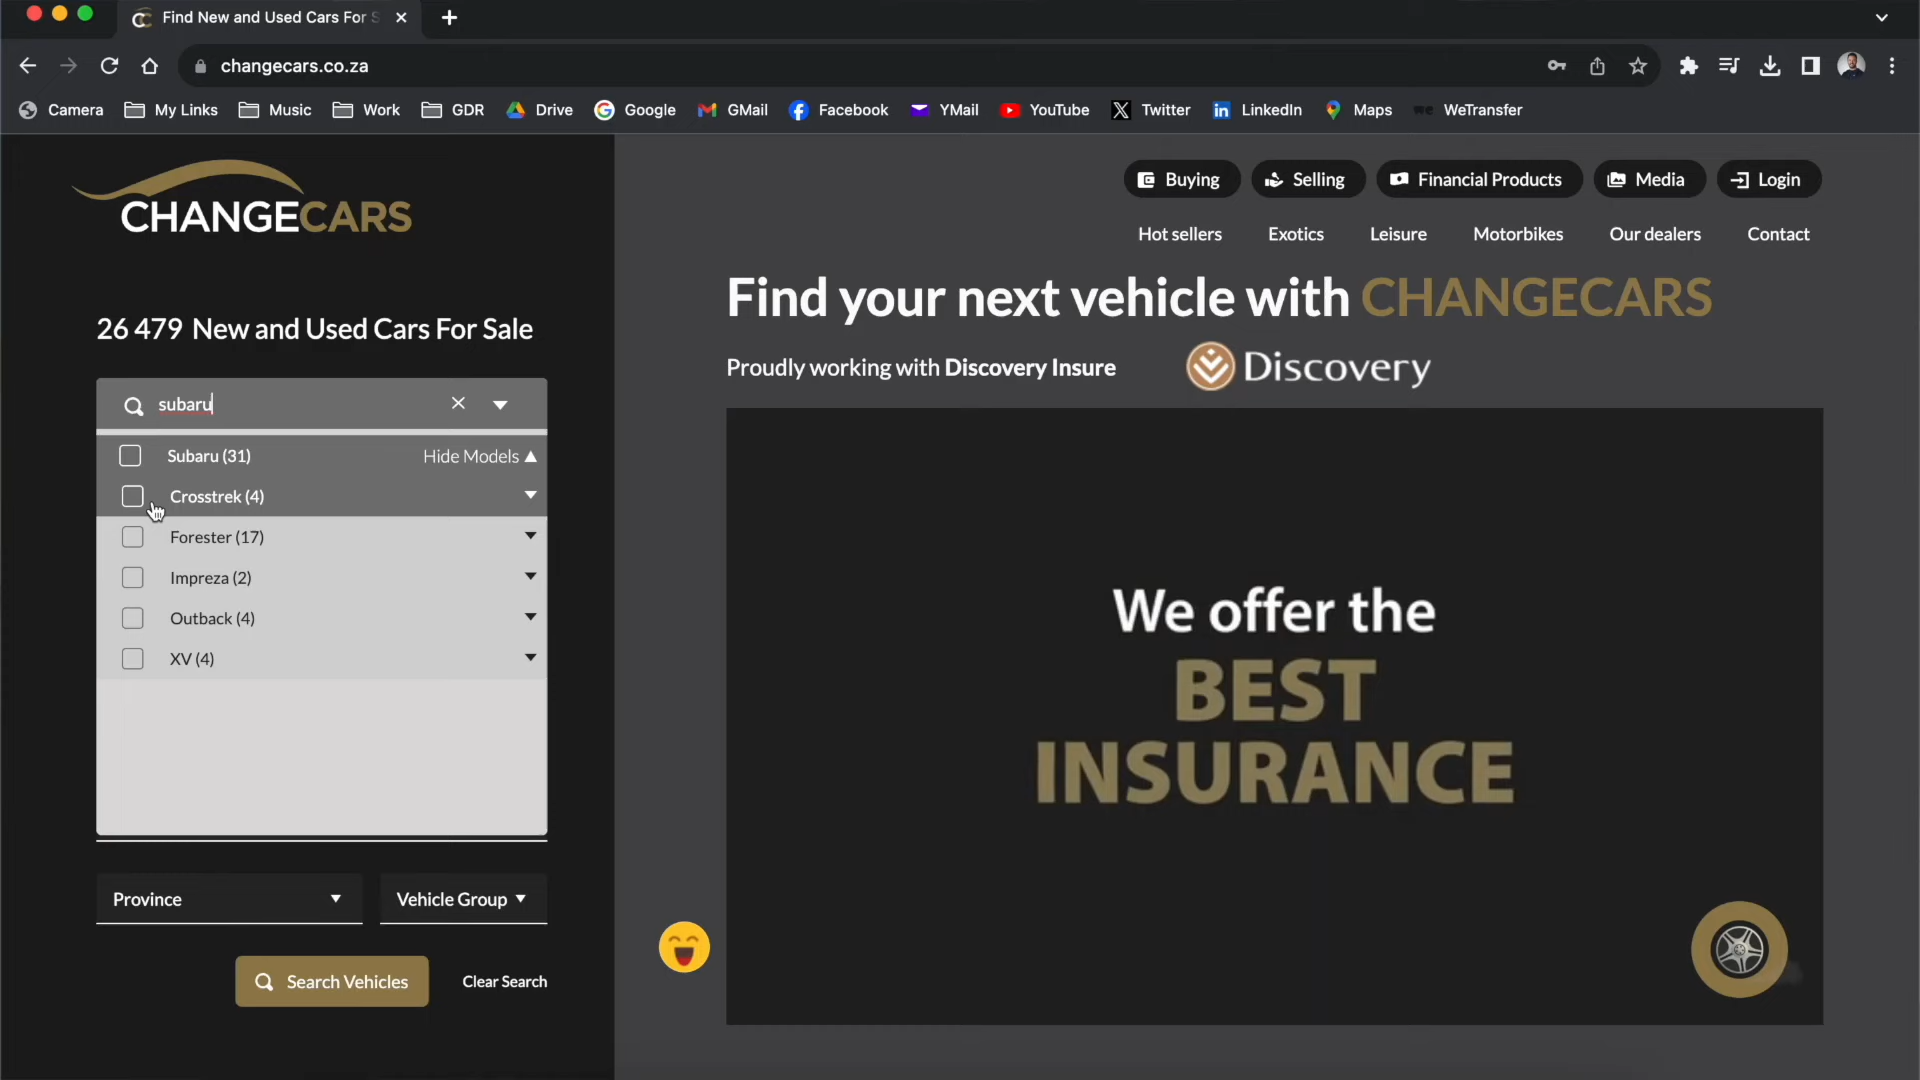 Find New and Used Cars For S
changecars.co.za
Camera My Links Music Work GDR Drive Google GMail Facebook YMail YouTube Twitter LinkedIn Maps WeTransfer
CHANGECARS
Buying Selling Financial Products Media Login
Hot sellers Exotics Leisure Motorbikes Our dealers Contact
Find your next vehicle with CHANGECARS
Proudly working with Discovery Insure Discovery
26 479 New and Used Cars For Sale
subaru
Subaru (31) Hide Models
Crosstrek (4)
Forester (17)
Impreza (2)
Outback (4)
XV (4)
Province Vehicle Group
Search Vehicles Clear Search
We offer the
BEST
INSURANCE